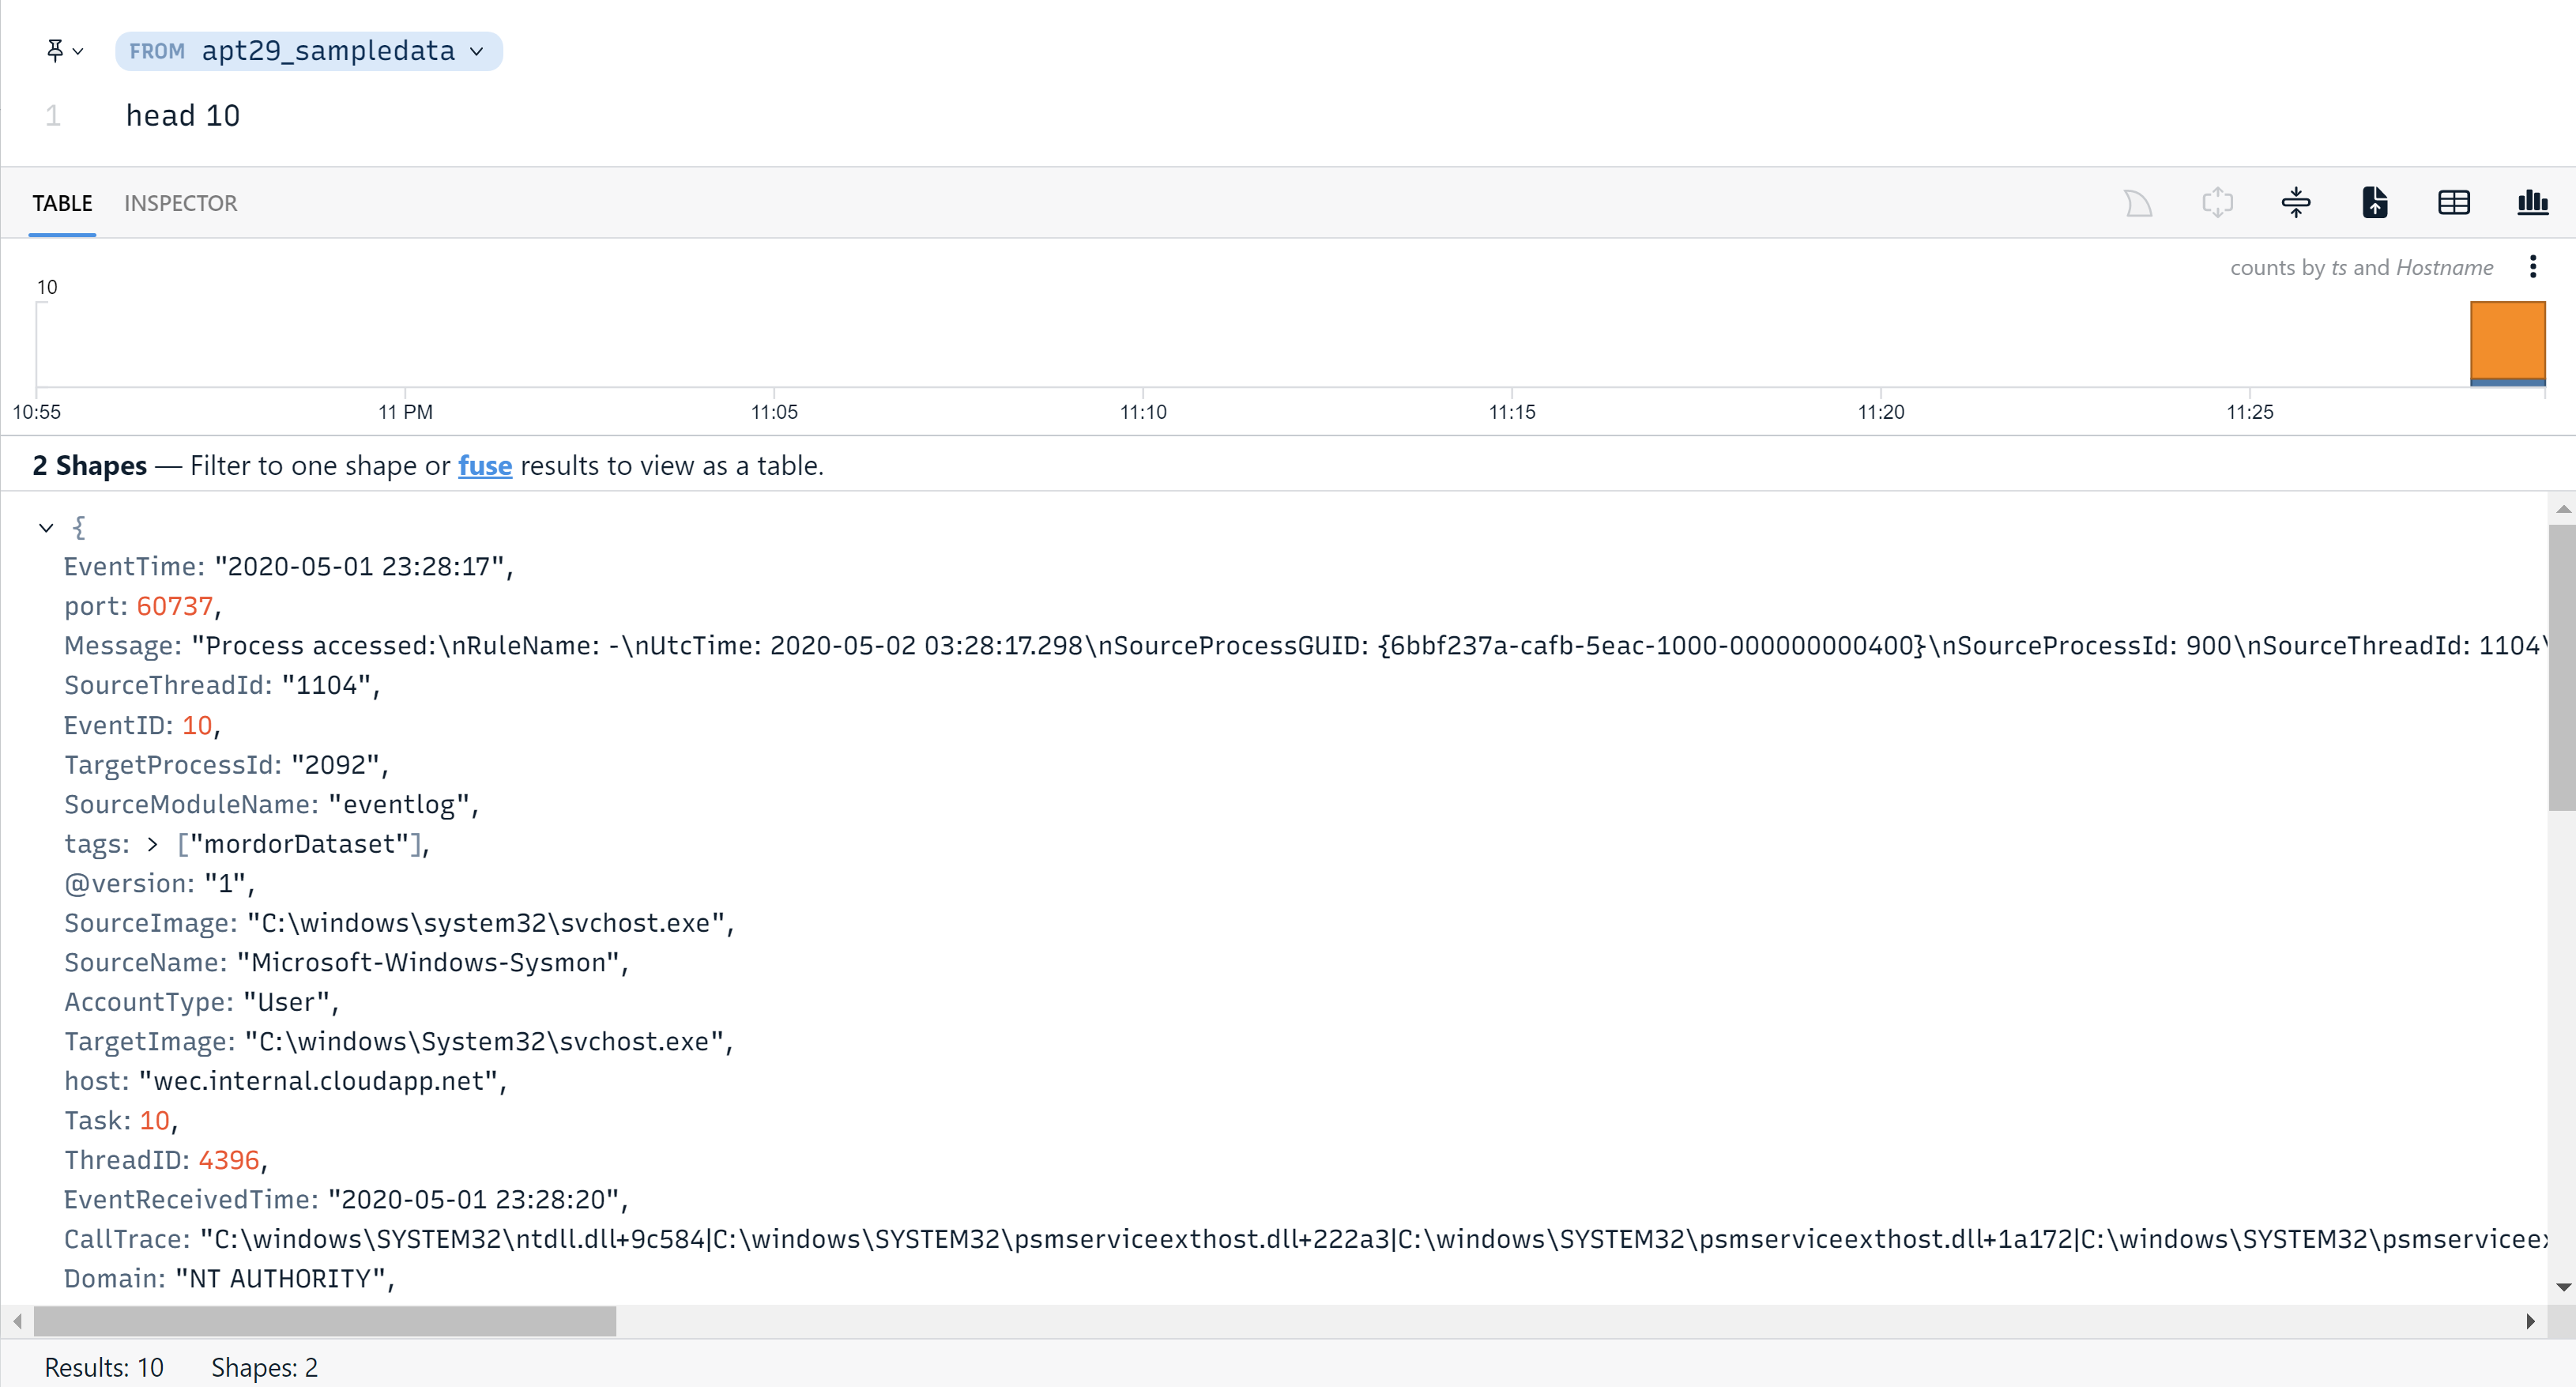 FROM apt29_sampledata
1 head 10
TABLE INSPECTOR
counts by ts and Hostname
10
10:55 11 PM 11:05 11:10 11:15 11:20 11:25
2 Shapes — Filter to one shape or fuse results to view as a table.
{
EventTime: "2020-05-01 23:28:17",
port: 60737,
Message: "Process accessed:\nRuleName: -\nUtcTime: 2020-05-02 03:28:17.298\nSourceProcessGUID: {6bbf237a-cafb-5eac-1000-000000000400}\nSourceProcessId: 900\nSourceThreadId: 1104\
SourceThreadId: "1104",
EventID: 10,
TargetProcessId: "2092",
SourceModuleName: "eventlog",
tags: > ["mordorDataset"],
@version: "1",
SourceImage: "C:\windows\system32\svchost.exe",
SourceName: "Microsoft-Windows-Sysmon",
AccountType: "User",
TargetImage: "C:\windows\System32\svchost.exe",
host: "wec.internal.cloudapp.net",
Task: 10,
ThreadID: 4396,
EventReceivedTime: "2020-05-01 23:28:20",
CallTrace: "C:\windows\SYSTEM32\ntdll.dll+9c584|C:\windows\SYSTEM32\psmserviceexthost.dll+222a3|C:\windows\SYSTEM32\psmserviceexthost.dll+1a172|C:\windows\SYSTEM32\psmserviceex
Domain: "NT AUTHORITY",
Results: 10 Shapes: 2